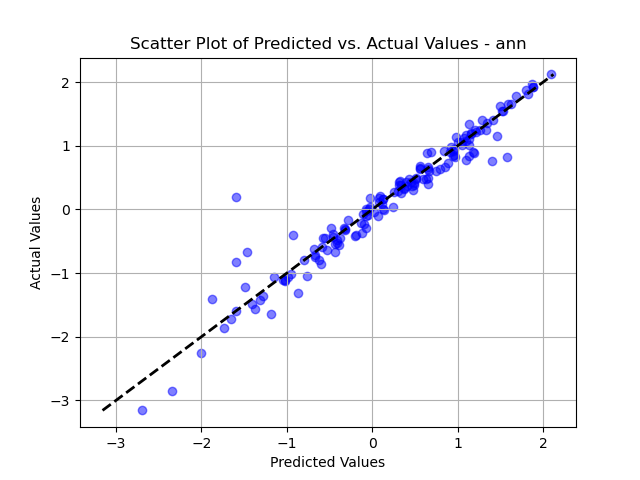 Scatter Plot of Predicted vs. Actual Values - ann
2
1
0
−1
−2
−3
Actual Values
−3 −2 −1 0 1 2
Predicted Values